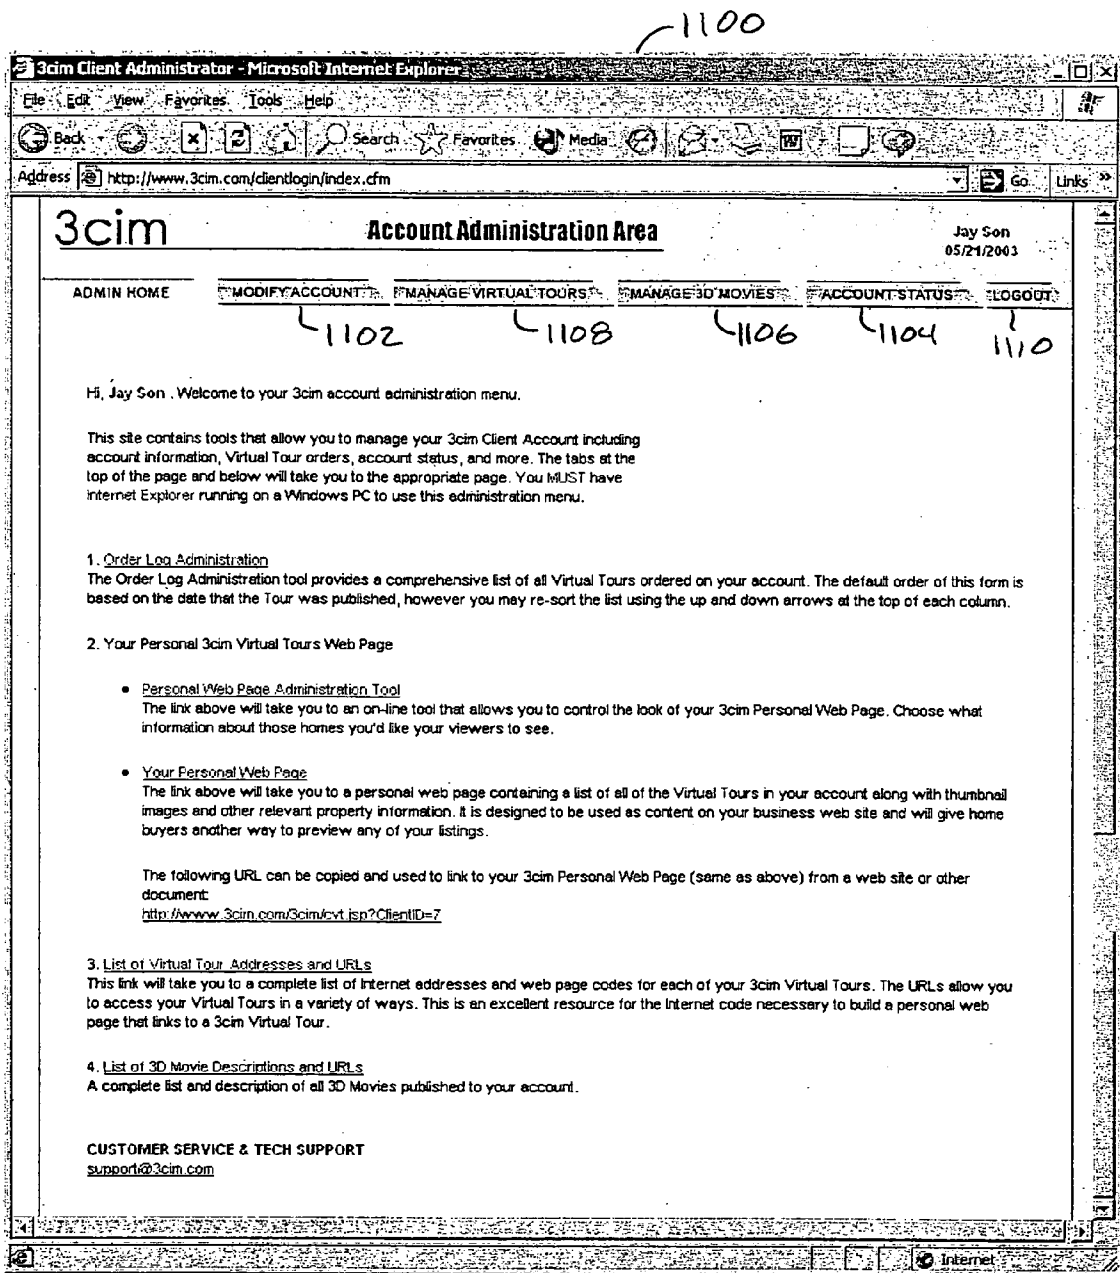 1100
3cim Client Administrator - Microsoft Internet Explorer
File Edit View Favorites Tools Help
Back Search Favorites Media
Address http://www.3cim.com/clientlogin/index.cfm Go Links »
3cim Account Administration Area Jay Son
05/21/2003
ADMIN HOME MODIFY ACCOUNT MANAGE VIRTUAL TOURS MANAGE 3D MOVIES ACCOUNT STATUS LOGOUT
1102 1108 1106 1104 1110
Hi, Jay Son . Welcome to your 3cim account administration menu.
This site contains tools that allow you to manage your 3cim Client Account including
account information, Virtual Tour orders, account status, and more. The tabs at the
top of the page and below will take you to the appropriate page. You MUST have
Internet Explorer running on a Windows PC to use this administration menu.
1. Order Log Administration
The Order Log Administration tool provides a comprehensive list of all Virtual Tours ordered on your account. The default order of this form is
based on the date that the Tour was published, however you may re-sort the list using the up and down arrows at the top of each column.
2. Your Personal 3cim Virtual Tours Web Page
• Personal Web Page Administration Tool
The link above will take you to an on-line tool that allows you to control the look of your 3cim Personal Web Page. Choose what
information about those homes you'd like your viewers to see.
• Your Personal Web Page
The link above will take you to a personal web page containing a list of all of the Virtual Tours in your account along with thumbnail
images and other relevant property information. It is designed to be used as content on your business web site and will give home
buyers another way to preview any of your listings.
The following URL can be copied and used to link to your 3cim Personal Web Page (same as above) from a web site or other
document:
http://www.3cim.com/3cim/cvt.jsp?ClientID=7
3. List of Virtual Tour Addresses and URLs
This link will take you to a complete list of Internet addresses and web page codes for each of your 3cim Virtual Tours. The URLs allow you
to access your Virtual Tours in a variety of ways. This is an excellent resource for the Internet code necessary to build a personal web
page that links to a 3cim Virtual Tour.
4. List of 3D Movie Descriptions and URLs
A complete list and description of all 3D Movies published to your account.
CUSTOMER SERVICE & TECH SUPPORT
support@3cim.com
Internet